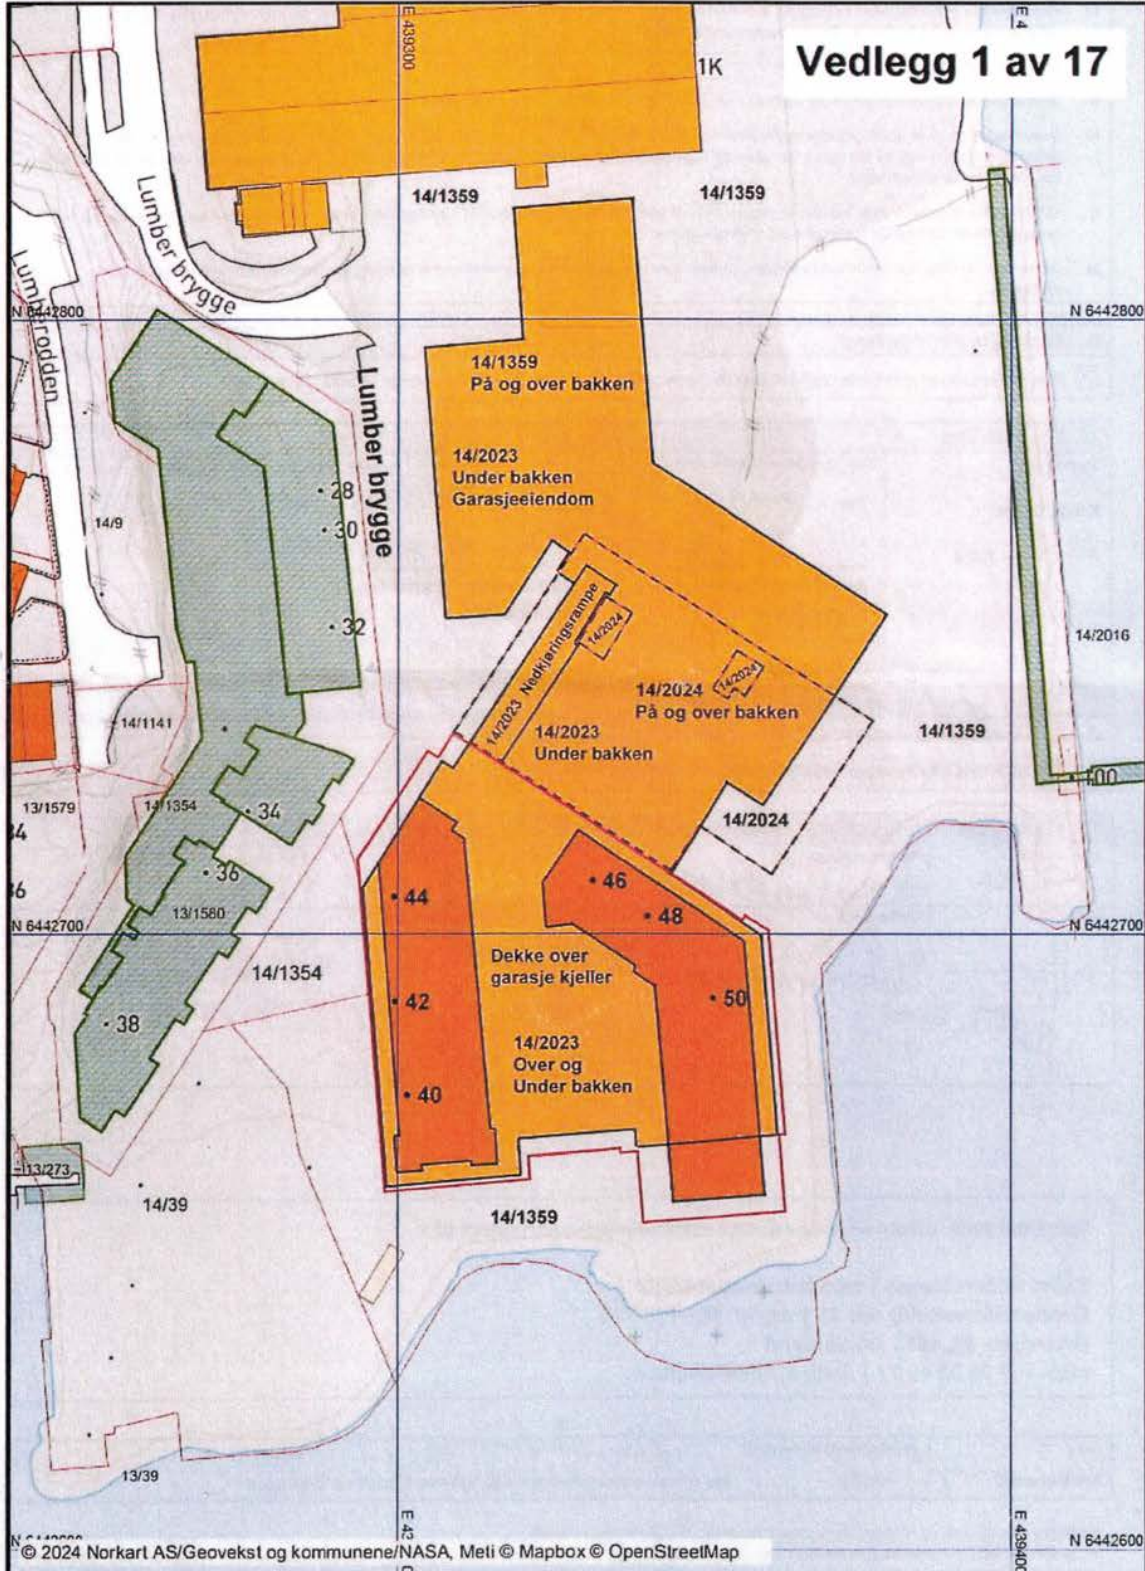 Vedlegg 1 av 17
E 439300
1K
14/1359
14/1359
Lumber brygge
N 6442800
N 6442800
14/1359
På og over bakken
Lumber brygge
14/2023
Under bakken
Garasjeeiendom
28
30
14/9
32
14/2023 Nedkjøringsrampe
14/2024
14/2016
14/2024
14/2024
På og over bakken
14/2023
Under bakken
14/1141
14/1359
13/1579
14/1354
34
14/2024
36
44
46
48
13/1580
N 6442700
N 6442700
14/1354
Dekke over
garasje kjeller
42
50
38
14/2023
Over og
Under bakken
40
13/273
14/39
14/1359
13/39
E 439400
N 6442600
© 2024 Norkart AS/Geovekst og kommunene/NASA, Meti © Mapbox © OpenStreetMap